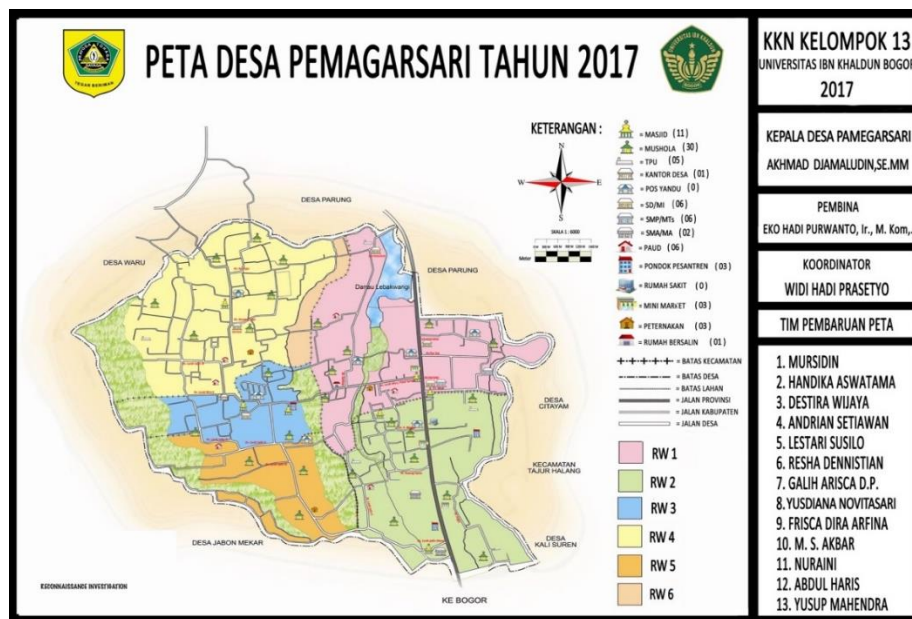 PETA DESA PEMAGARSARI TAHUN 2017
KETERANGAN :
N
W
E
S
SKALA 1 : 6000
Meter
= MASJID (11)
= MUSHOLA (30)
= TPU (05)
= KANTOR DESA (01)
= POS YANDU (0)
= SD/MI (06)
= SMP/MTs (06)
= SMA/MA (02)
= PAUD (06)
= PONDOK PESANTREN (03)
= RUMAH SAKIT (0)
= MINI MARKET (03)
= PETERNAKAN (03)
= RUMAH BERSALIN (01)
= BATAS KECAMATAN
= BATAS DESA
= BATAS LAHAN
= JALAN PROVINSI
= JALAN KABUPATEN
= JALAN DESA
RW 1
RW 2
RW 3
RW 4
RW 5
RW 6
DESA PARUNG
DESA WARU
DESA PARUNG
Danau Lebakwangi
DESA
CITAYAM
KECAMATAN
TAJUR HALANG
DESA
KALI SUREN
DESA JABON MEKAR
KE BOGOR
RECONNAISSANCE INVESTIGATION
KKN KELOMPOK 13
UNIVERSITAS IBN KHALDUN BOGOR
2017
KEPALA DESA PAMEGARSARI
AKHMAD DJAMALUDIN,SE.MM
PEMBINA
EKO HADI PURWANTO, Ir., M. Kom,.
KOORDINATOR
WIDI HADI PRASETYO
TIM PEMBARUAN PETA
1. MURSIDIN
2. HANDIKA ASWATAMA
3. DESTIRA WIJAYA
4. ANDRIAN SETIAWAN
5. LESTARI SUSILO
6. RESHA DENNISTIAN
7. GALIH ARISCA D.P.
8. YUSDIANA NOVITASARI
9. FRISCA DIRA ARFINA
10. M. S. AKBAR
11. NURAINI
12. ABDUL HARIS
13. YUSUP MAHENDRA